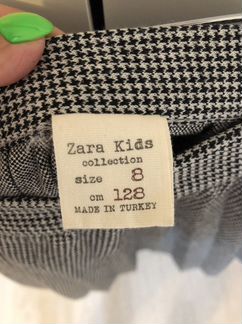 Zara Kids
collection
size 8
cm 128
MADE IN TURKEY